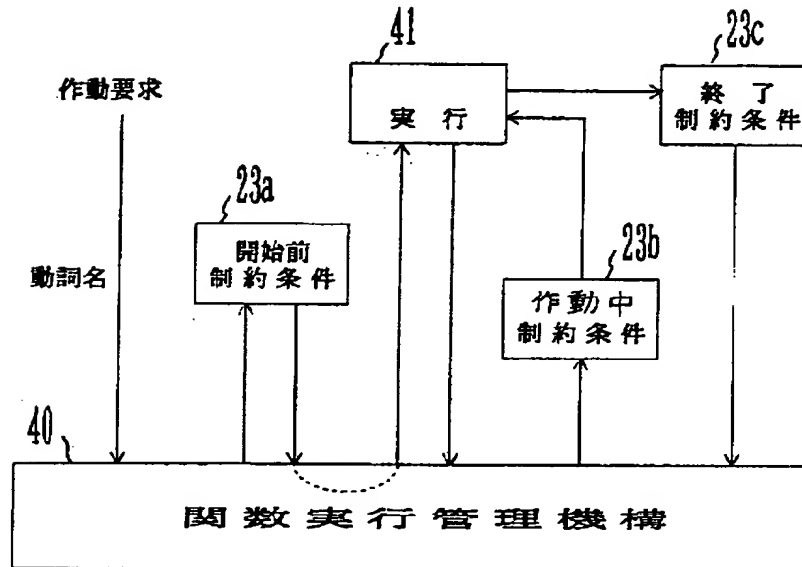 41
23c
作動要求
実行
終了
制約条件
23a
開始前
制約条件
23b
動詞名
作動中
制約条件
40
関数実行管理機構